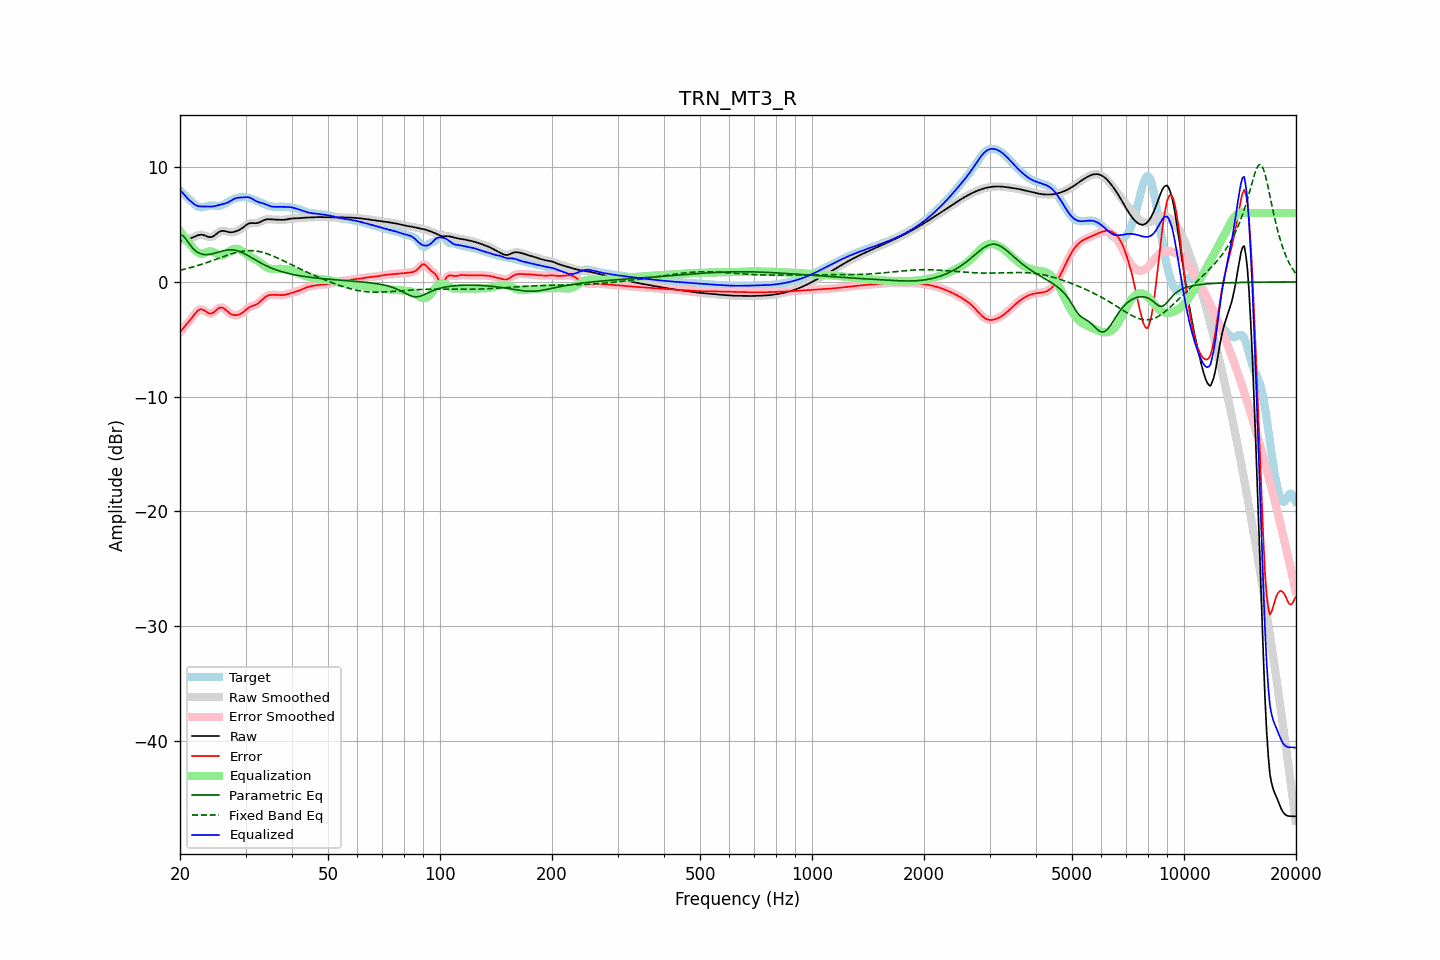 TRN_MT3_R
Amplitude (dBr)
10
0
−10
−20
−30
−40
Target
Raw Smoothed
Error Smoothed
Raw
Error
Equalization
Parametric Eq
Fixed Band Eq
Equalized
20 50 100 200 500 1000 2000 5000 10000 20000
Frequency (Hz)